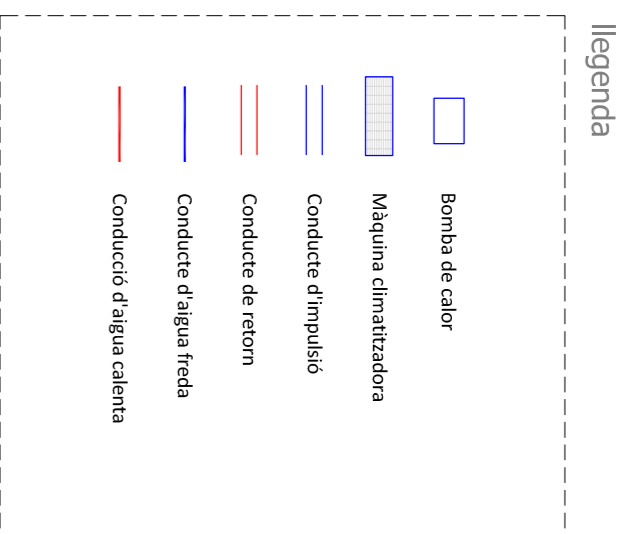 llegenda
Bomba de calor
Màquina climatitzadora
Conducte d'impulsió
Conducte de retorn
Conducte d'aigua freda
Conducció d'aigua calenta